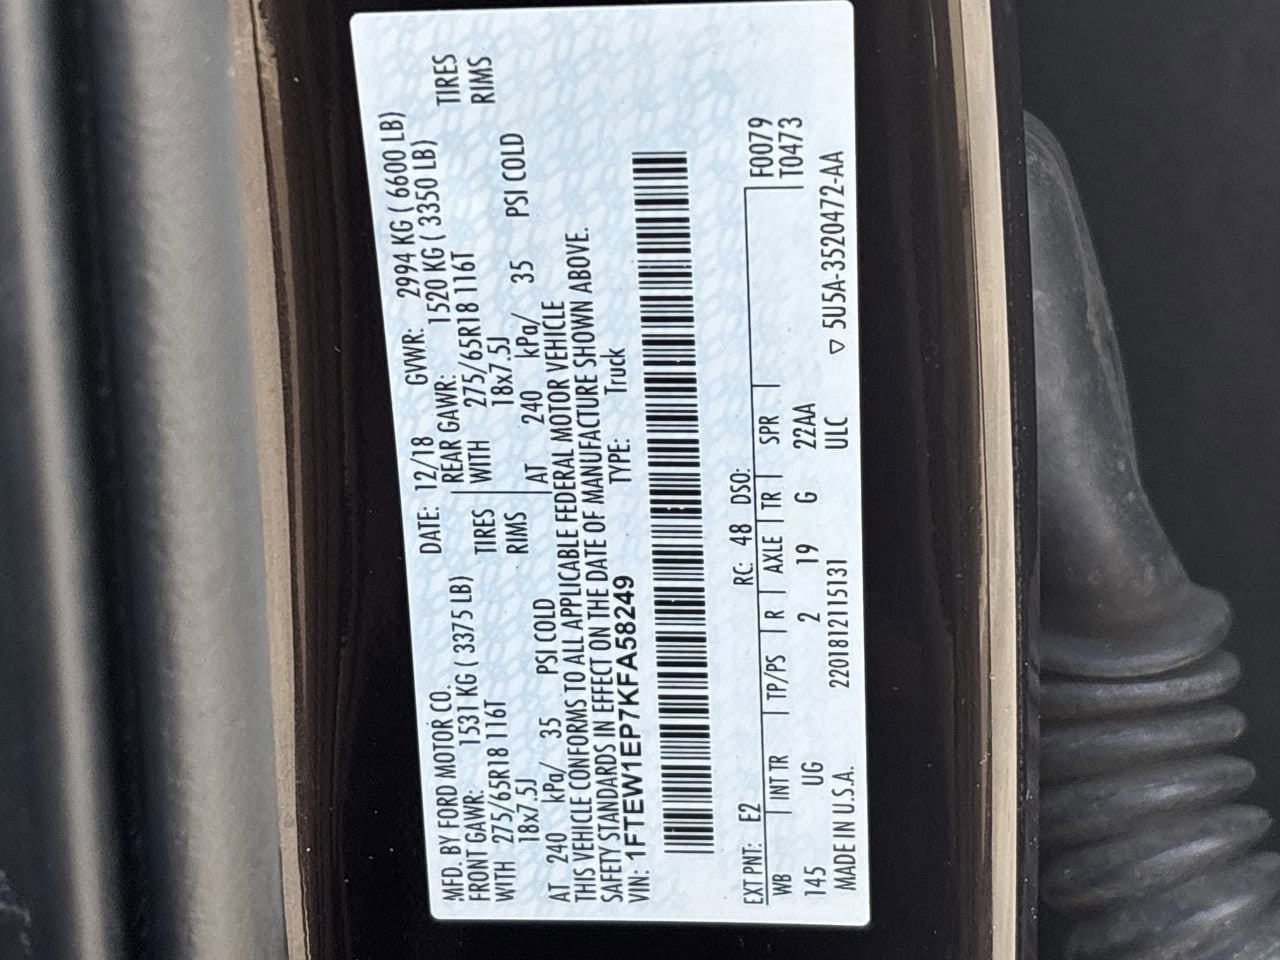 MFD. BY FORD MOTOR CO.
DATE: 12/18 GVWR: 2994 KG ( 6600 LB)
FRONT GAWR: 1531 KG ( 3375 LB) REAR GAWR: 1520 KG ( 3350 LB)
WITH 275/65R18 116T TIRES WITH 275/65R18 116T TIRES
18x7.5J RIMS 18x7.5J RIMS
AT 240 kPa/ 35 PSI COLD AT 240 kPa/ 35 PSI COLD
THIS VEHICLE CONFORMS TO ALL APPLICABLE FEDERAL MOTOR VEHICLE
SAFETY STANDARDS IN EFFECT ON THE DATE OF MANUFACTURE SHOWN ABOVE.
VIN: 1FTEW1EP7KFA58249 TYPE: Truck
EXT PNT: E2 RC: 48 DSO: F0079
WB INT TR TP/PS R AXLE TR SPR T0473
145 UG 2 19 G 22AA
MADE IN U.S.A. 2201812115131 ULC ▽ 5U5A-3520472-AA